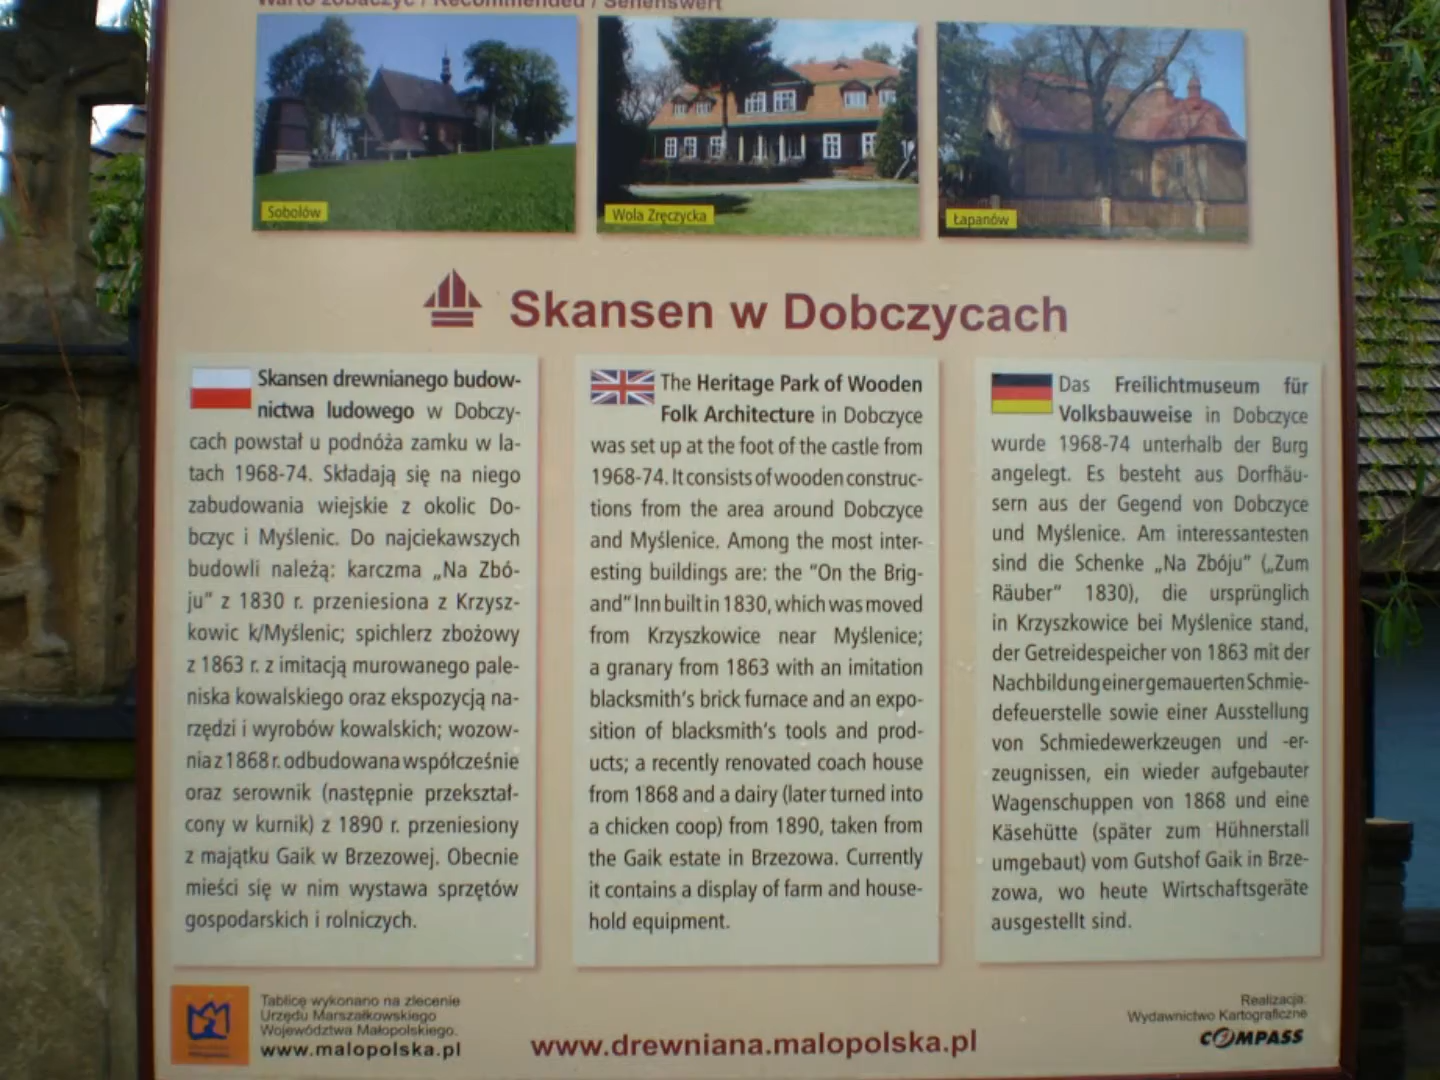 Warto zobaczyć / Recommended / Sehenswert
Sobolów
Wola Zręczycka
Łapanów
Skansen w Dobczycach
Skansen drewnianego budow-
nictwa ludowego w Dobczy-
cach powstał u podnóża zamku w la-
tach 1968-74. Składają się na niego
zabudowania wiejskie z okolic Do-
bczyc i Myślenic. Do najciekawszych
budowli należą: karczma „Na Zbó-
ju" z 1830 r. przeniesiona z Krzysz-
kowic k/Myślenic; spichlerz zbożowy
z 1863 r. z imitacją murowanego pale-
niska kowalskiego oraz ekspozycją na-
rzędzi i wyrobów kowalskich; wozow-
nia z 1868 r. odbudowana współcześnie
oraz serownik (następnie przekształ-
cony w kurnik) z 1890 r. przeniesiony
z majątku Gaik w Brzezowej. Obecnie
mieści się w nim wystawa sprzętów
gospodarskich i rolniczych.
The Heritage Park of Wooden
Folk Architecture in Dobczyce
was set up at the foot of the castle from
1968-74. It consists of wooden construc-
tions from the area around Dobczyce
and Myślenice. Among the most inter-
esting buildings are: the "On the Brig-
and" Inn built in 1830, which was moved
from Krzyszkowice near Myślenice;
a granary from 1863 with an imitation
blacksmith's brick furnace and an expo-
sition of blacksmith's tools and prod-
ucts; a recently renovated coach house
from 1868 and a dairy (later turned into
a chicken coop) from 1890, taken from
the Gaik estate in Brzezowa. Currently
it contains a display of farm and house-
hold equipment.
Das Freilichtmuseum für
Volksbauweise in Dobczyce
wurde 1968-74 unterhalb der Burg
angelegt. Es besteht aus Dorfhäu-
sern aus der Gegend von Dobczyce
und Myślenice. Am interessantesten
sind die Schenke „Na Zbóju" („Zum
Räuber" 1830), die ursprünglich
in Krzyszkowice bei Myślenice stand,
der Getreidespeicher von 1863 mit der
Nachbildung einer gemauerten Schmie-
defeuerstelle sowie einer Ausstellung
von Schmiedewerkzeugen und -er-
zeugnissen, ein wieder aufgebauter
Wagenschuppen von 1868 und eine
Käsehütte (später zum Hühnerstall
umgebaut) vom Gutshof Gaik in Brze-
zowa, wo heute Wirtschaftsgeräte
ausgestellt sind.
Tablicę wykonano na zlecenie
Urzędu Marszałkowskiego
Województwa Małopolskiego.
www.malopolska.pl
www.drewniana.malopolska.pl
Realizacja:
Wydawnictwo Kartograficzne
COMPASS